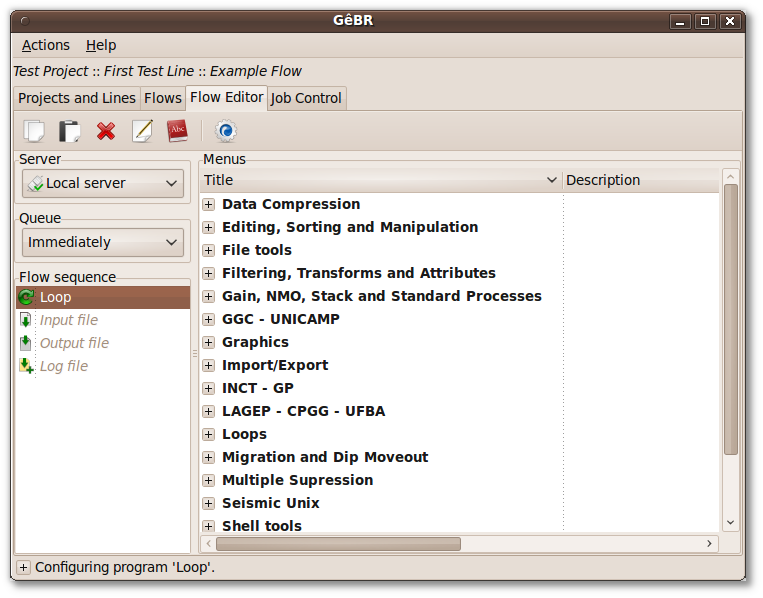 GêBR
Actions Help
Test Project :: First Test Line :: Example Flow
Projects and Lines Flows Flow Editor Job Control
Abc
Server
Local server
Queue
Immediately
Flow sequence
Loop
Input file
Output file
Log file
Menus
Title Description
Data Compression
Editing, Sorting and Manipulation
File tools
Filtering, Transforms and Attributes
Gain, NMO, Stack and Standard Processes
GGC - UNICAMP
Graphics
Import/Export
INCT - GP
LAGEP - CPGG - UFBA
Loops
Migration and Dip Moveout
Multiple Supression
Seismic Unix
Shell tools
Configuring program 'Loop'.